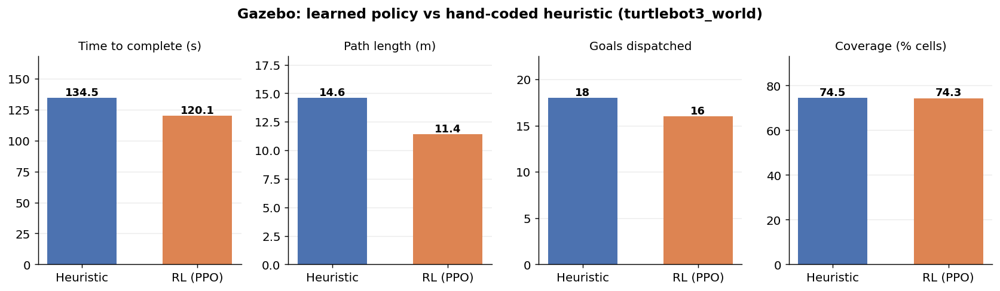 Gazebo: learned policy vs hand-coded heuristic (turtlebot3_world)
Time to complete (s)
150
125
100
75
50
25
0
134.5
120.1
Heuristic
RL (PPO)
Path length (m)
17.5
15.0
12.5
10.0
7.5
5.0
2.5
0.0
14.6
11.4
Heuristic
RL (PPO)
Goals dispatched
20
15
10
5
0
18
16
Heuristic
RL (PPO)
Coverage (% cells)
80
60
40
20
0
74.5
74.3
Heuristic
RL (PPO)